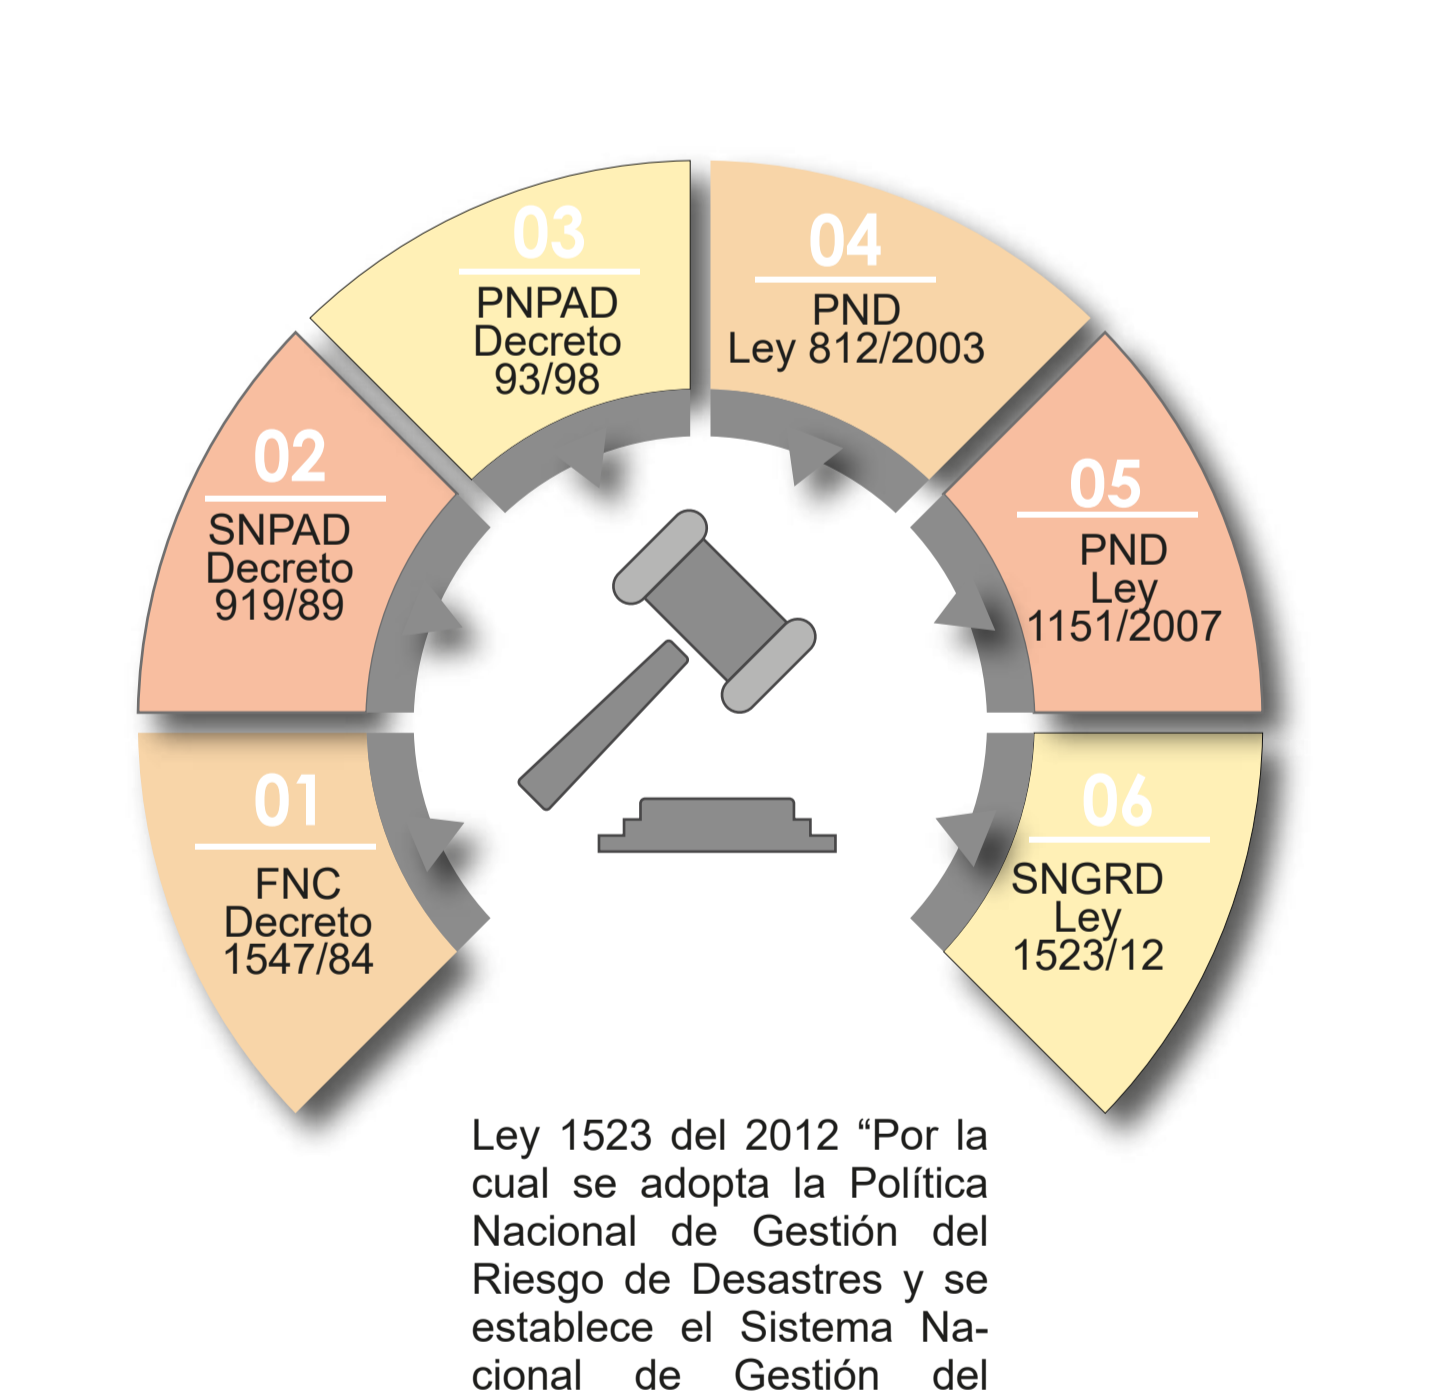 01
FNC
Decreto
1547/84
02
SNPAD
Decreto
919/89
03
PNPAD
Decreto
93/98
04
PND
Ley 812/2003
05
PND
Ley
1151/2007
06
SNGRD
Ley
1523/12
Ley 1523 del 2012 “Por la
cual se adopta la Política
Nacional de Gestión del
Riesgo de Desastres y se
establece el Sistema Na-
cional de Gestión del